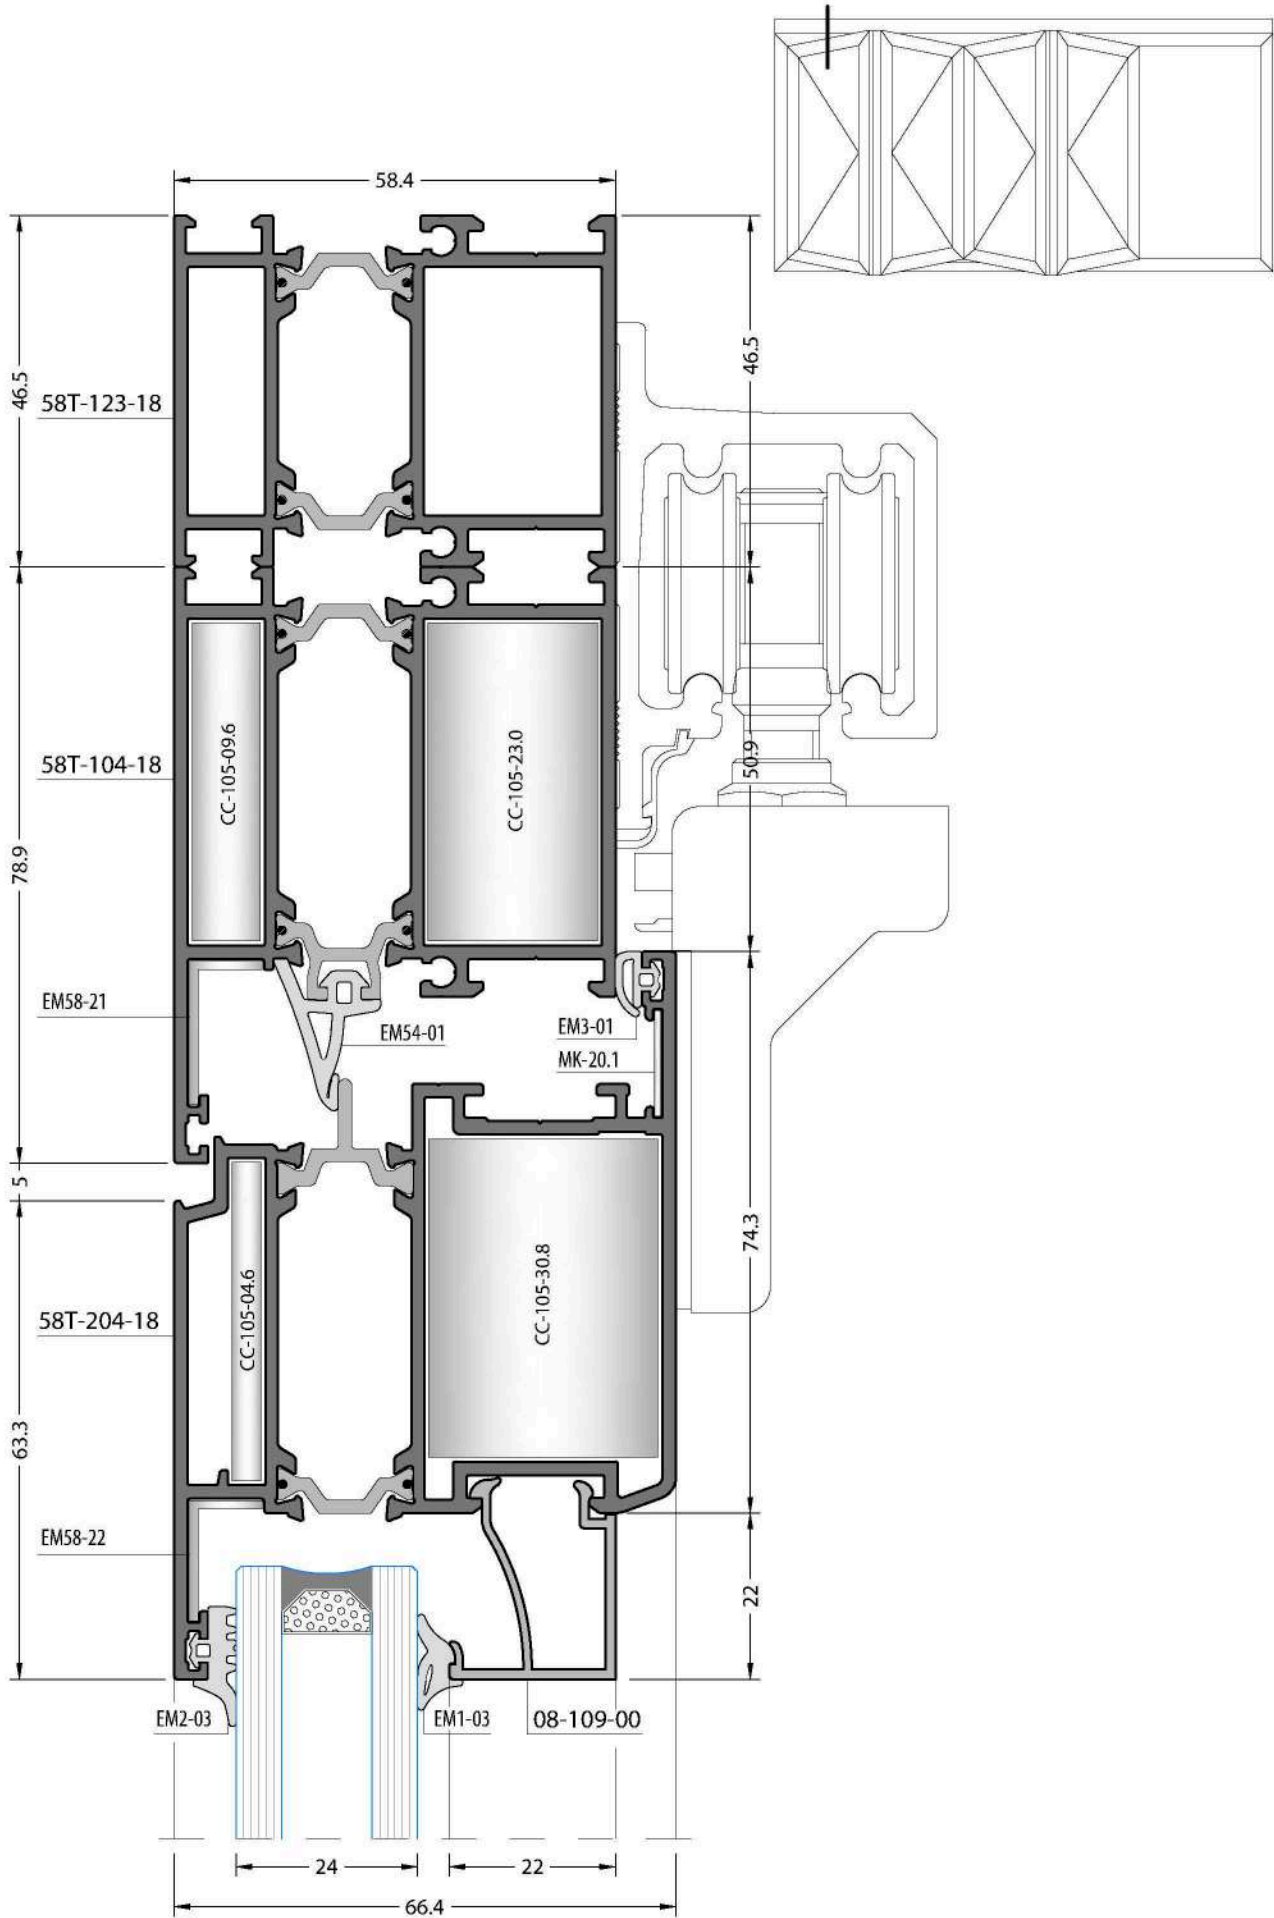 58.4
46.5
46.5
58T-123-18
58T-104-18
CC-105-09.6
CC-105-23.0
50.9
78.9
EM58-21
EM54-01
EM3-01
MK-20.1
5
74.3
58T-204-18
CC-105-04.6
CC-105-30.8
63.3
EM58-22
22
EM2-03
EM1-03
08-109-00
24
22
66.4